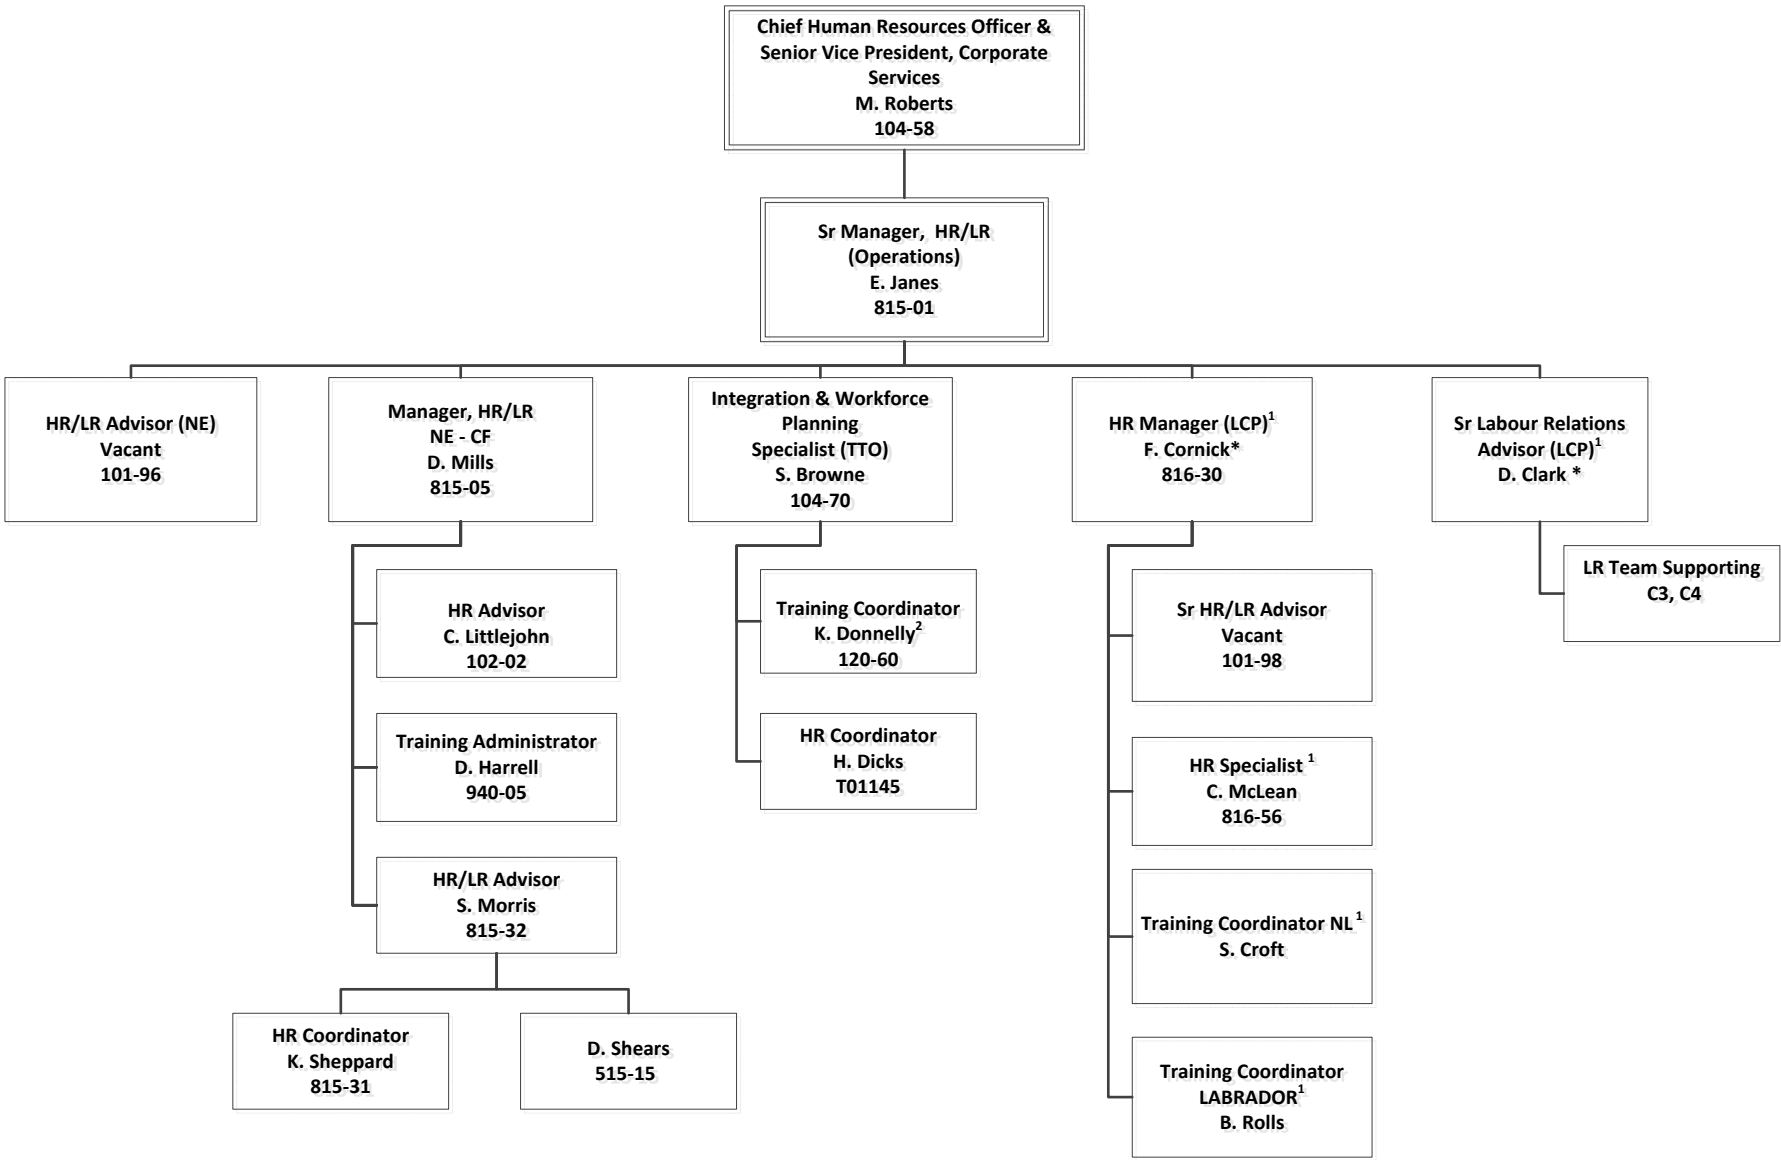 Chief Human Resources Officer &
Senior Vice President, Corporate
Services
M. Roberts
104-58
Sr Manager, HR/LR
(Operations)
E. Janes
815-01
HR/LR Advisor (NE)
Vacant
101-96
Manager, HR/LR
NE - CF
D. Mills
815-05
Integration & Workforce
Planning
Specialist (TTO)
S. Browne
104-70
HR Manager (LCP)¹
F. Cornick*
816-30
Sr Labour Relations
Advisor (LCP)¹
D. Clark *
HR Advisor
C. Littlejohn
102-02
Training Administrator
D. Harrell
940-05
HR/LR Advisor
S. Morris
815-32
HR Coordinator
K. Sheppard
815-31
D. Shears
515-15
Training Coordinator
K. Donnelly²
120-60
HR Coordinator
H. Dicks
T01145
Sr HR/LR Advisor
Vacant
101-98
HR Specialist ¹
C. McLean
816-56
Training Coordinator NL ¹
S. Croft
Training Coordinator
LABRADOR¹
B. Rolls
LR Team Supporting
C3, C4